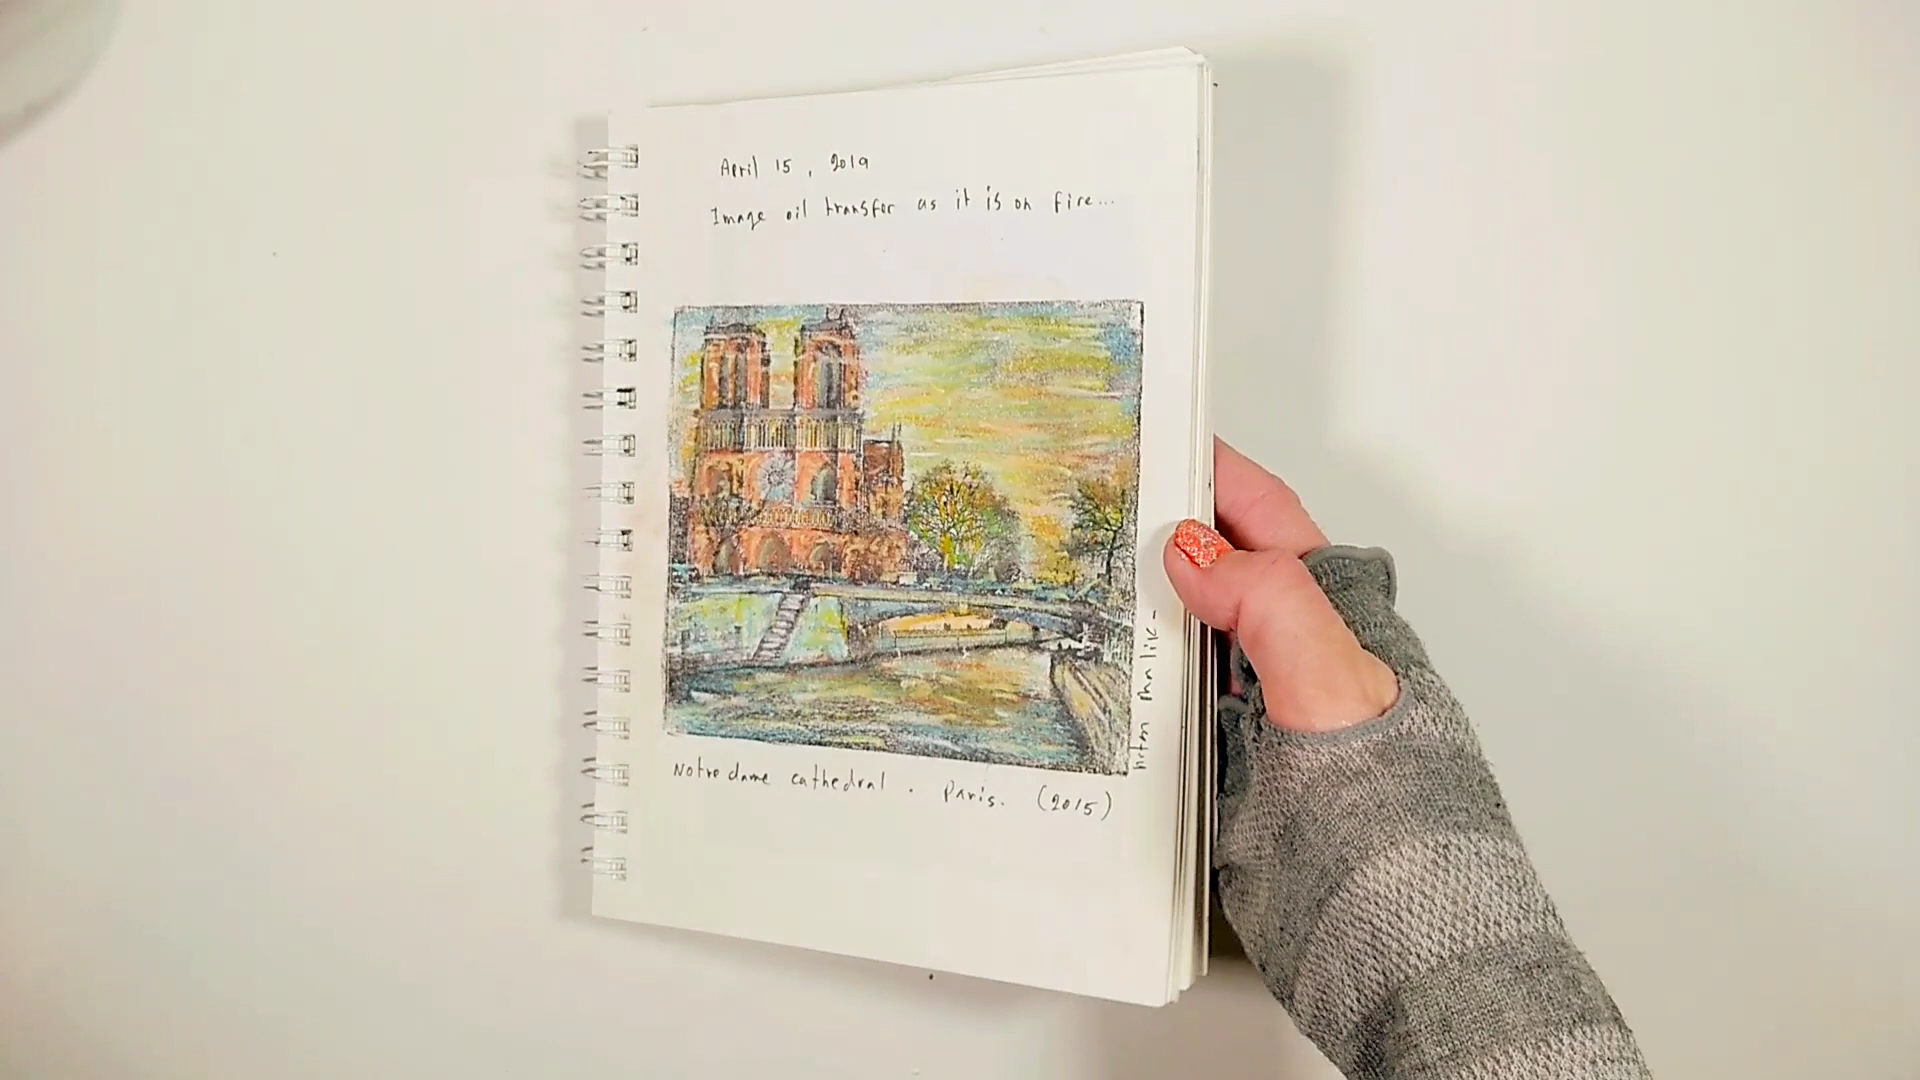 April 15, 2019
Image oil transfer as it is on fire...
Notre dame cathedral. Paris. (2015)